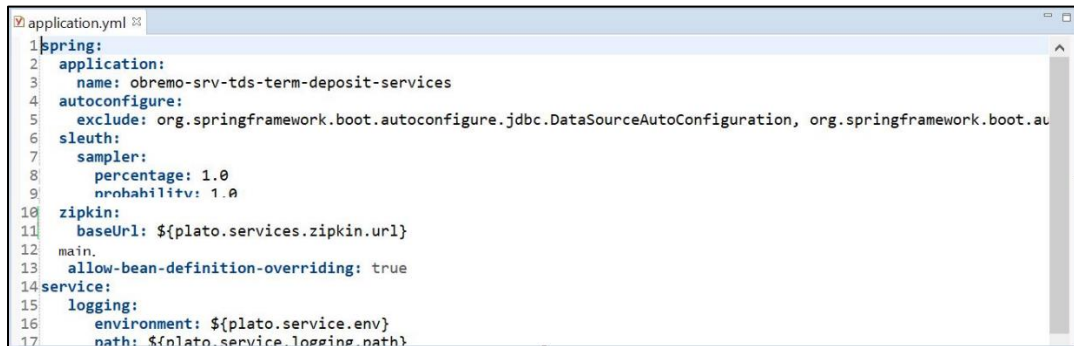 application.yml
1 spring:
2   application:
3     name: obremo-srv-tds-term-deposit-services
4   autoconfigure:
5     exclude: org.springframework.boot.autoconfigure.jdbc.DataSourceAutoConfiguration, org.springframework.boot.au
6   sleuth:
7     sampler:
8       percentage: 1.0
9       probability: 1.0
10   zipkin:
11     baseUrl: ${plato.services.zipkin.url}
12   main.
13    allow-bean-definition-overriding: true
14 service:
15    logging:
16       environment: ${plato.service.env}
17       path: ${plato.service.logging.path}